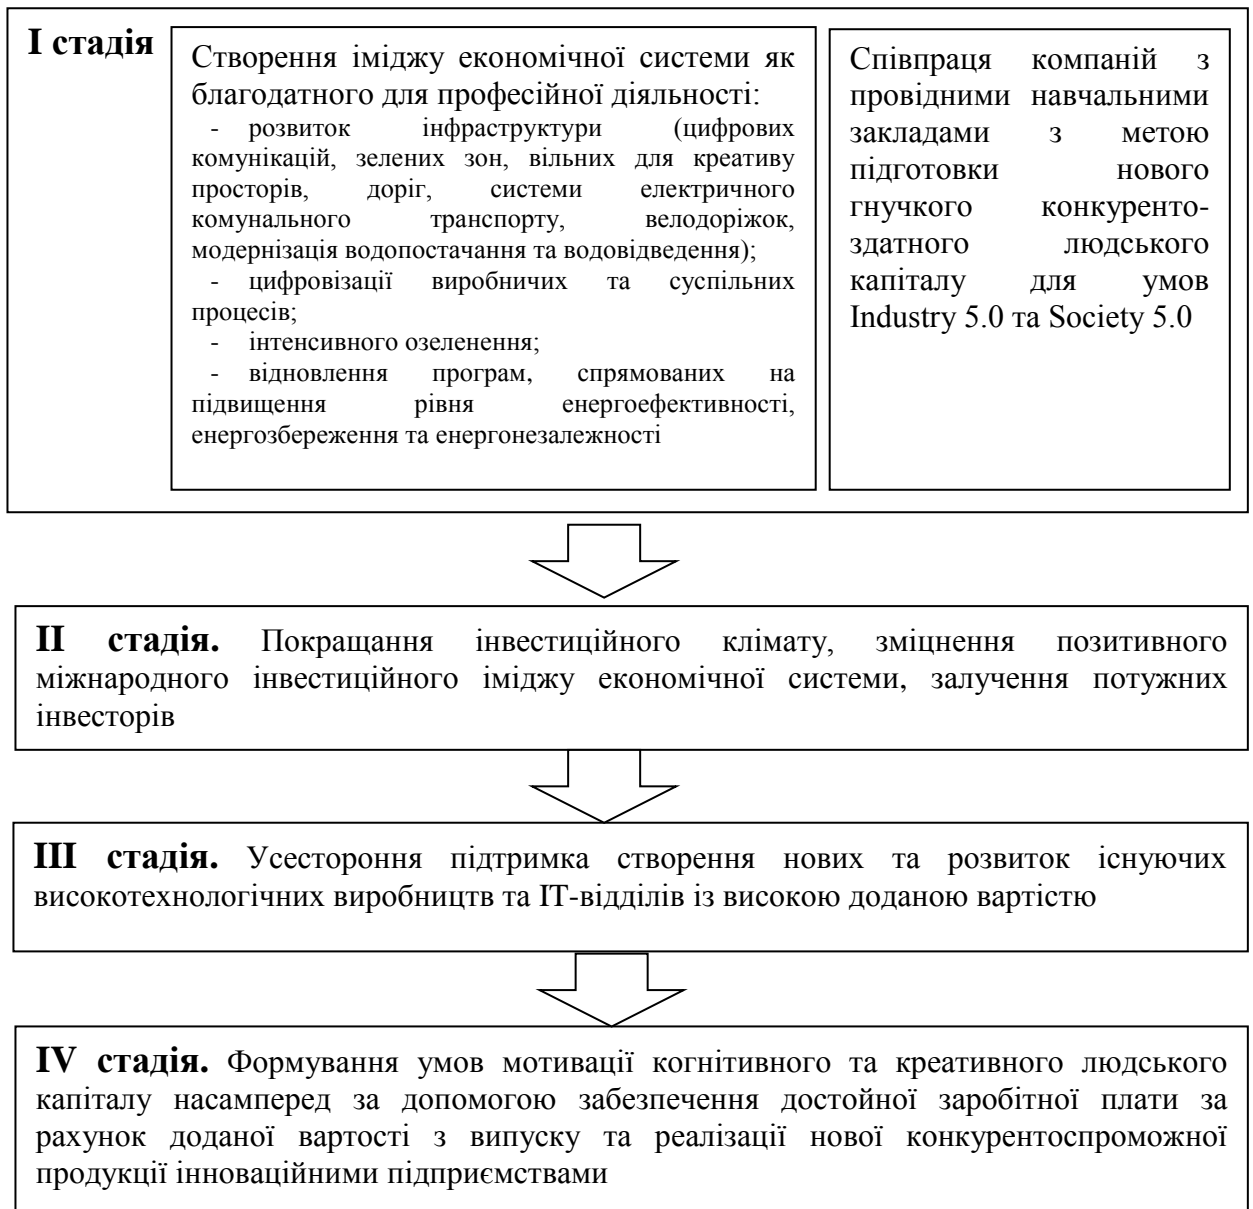 І стадія
Створення іміджу економічної системи як
благодатного для професійної діяльності:
- розвиток інфраструктури (цифрових
комунікацій, зелених зон, вільних для креативу
просторів, доріг, системи електричного
комунального транспорту, велодоріжок,
модернізація водопостачання та водовідведення);
- цифровізації виробничих та суспільних
процесів;
- інтенсивного озеленення;
- відновлення програм, спрямованих на
підвищення рівня енергоефективності,
енергозбереження та енергонезалежності
Співпраця компаній з
провідними навчальними
закладами з метою
підготовки нового
гнучкого конкуренто-
здатного людського
капіталу для умов
Industry 5.0 та Society 5.0
ІІ стадія. Покращання інвестиційного клімату, зміцнення позитивного
міжнародного інвестиційного іміджу економічної системи, залучення потужних
інвесторів
ІІІ стадія. Усестороння підтримка створення нових та розвиток існуючих
високотехнологічних виробництв та ІТ-відділів із високою доданою вартістю
IV стадія. Формування умов мотивації когнітивного та креативного людського
капіталу насамперед за допомогою забезпечення достойної заробітної плати за
рахунок доданої вартості з випуску та реалізації нової конкурентоспроможної
продукції інноваційними підприємствами